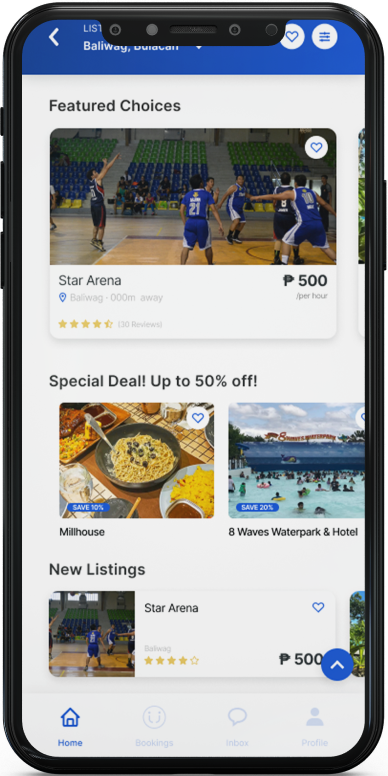 LIST
Baliwag, Bulacan
Featured Choices
Star Arena
₱ 500
Baliwag - 000m away
/per hour
(30 Reviews)
21
Special Deal! Up to 50% off!
SAVE 10%
SAVE 20%
Millhouse
8 Waves Waterpark & Hotel
New Listings
Star Arena
Baliwag
₱ 500
Home
Bookings
Inbox
Profile